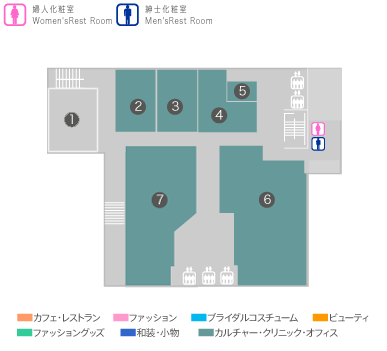 婦人化粧室 紳士化粧室
Women'sRest Room Men'sRest Room
5
2 3 4
1
7 6
カフェ・レストラン ファッション ブライダルコスチューム ビューティ
ファッショングッズ 和装・小物 カルチャー・クリニック・オフィス